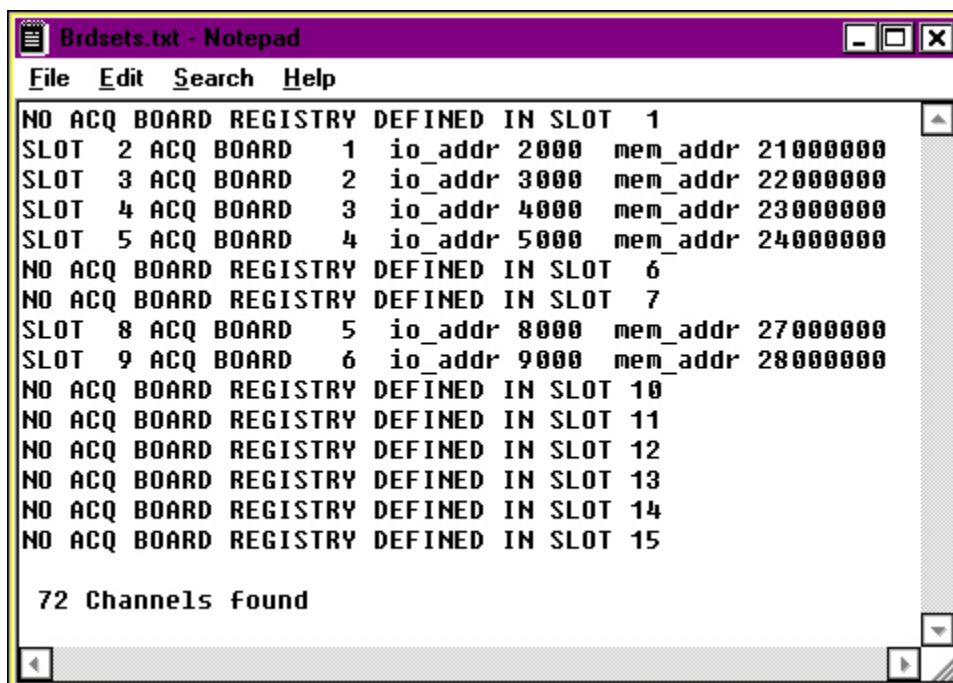 Brdsets.txt - Notepad
File Edit Search Help
NO ACQ BOARD REGISTRY DEFINED IN SLOT 1
SLOT 2 ACQ BOARD 1 io_addr 2000 mem_addr 21000000
SLOT 3 ACQ BOARD 2 io_addr 3000 mem_addr 22000000
SLOT 4 ACQ BOARD 3 io_addr 4000 mem_addr 23000000
SLOT 5 ACQ BOARD 4 io_addr 5000 mem_addr 24000000
NO ACQ BOARD REGISTRY DEFINED IN SLOT 6
NO ACQ BOARD REGISTRY DEFINED IN SLOT 7
SLOT 8 ACQ BOARD 5 io_addr 8000 mem_addr 27000000
SLOT 9 ACQ BOARD 6 io_addr 9000 mem_addr 28000000
NO ACQ BOARD REGISTRY DEFINED IN SLOT 10
NO ACQ BOARD REGISTRY DEFINED IN SLOT 11
NO ACQ BOARD REGISTRY DEFINED IN SLOT 12
NO ACQ BOARD REGISTRY DEFINED IN SLOT 13
NO ACQ BOARD REGISTRY DEFINED IN SLOT 14
NO ACQ BOARD REGISTRY DEFINED IN SLOT 15
72 Channels found